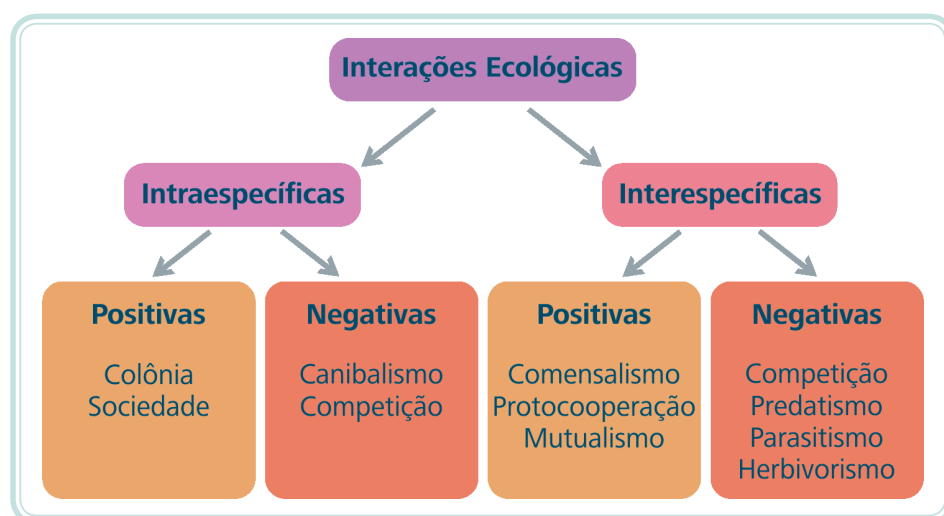 Interações Ecológicas
Intraespecíficas
Interespecíficas
Positivas
Colônia
Sociedade
Negativas
Canibalismo
Competição
Positivas
Comensalismo
Protocooperação
Mutualismo
Negativas
Competição
Predatismo
Parasitismo
Herbivorismo